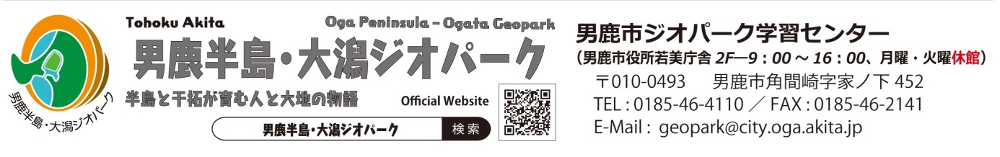 男鹿半島・大潟ジオパーク
Tohoku Akita
Oga Peninsula – Ogata Geopark
男鹿半島・大潟ジオパーク
半島と干拓が育む人と大地の物語
Official Website
男鹿半島・大潟ジオパーク 検索
男鹿市ジオパーク学習センター
（男鹿市役所若美庁舎 2F—9：00 ～ 16：00、月曜・火曜休館）
〒010-0493 男鹿市角間崎字家ノ下 452
TEL : 0185-46-4110 ／ FAX : 0185-46-2141
E-Mail : geopark@city.oga.akita.jp